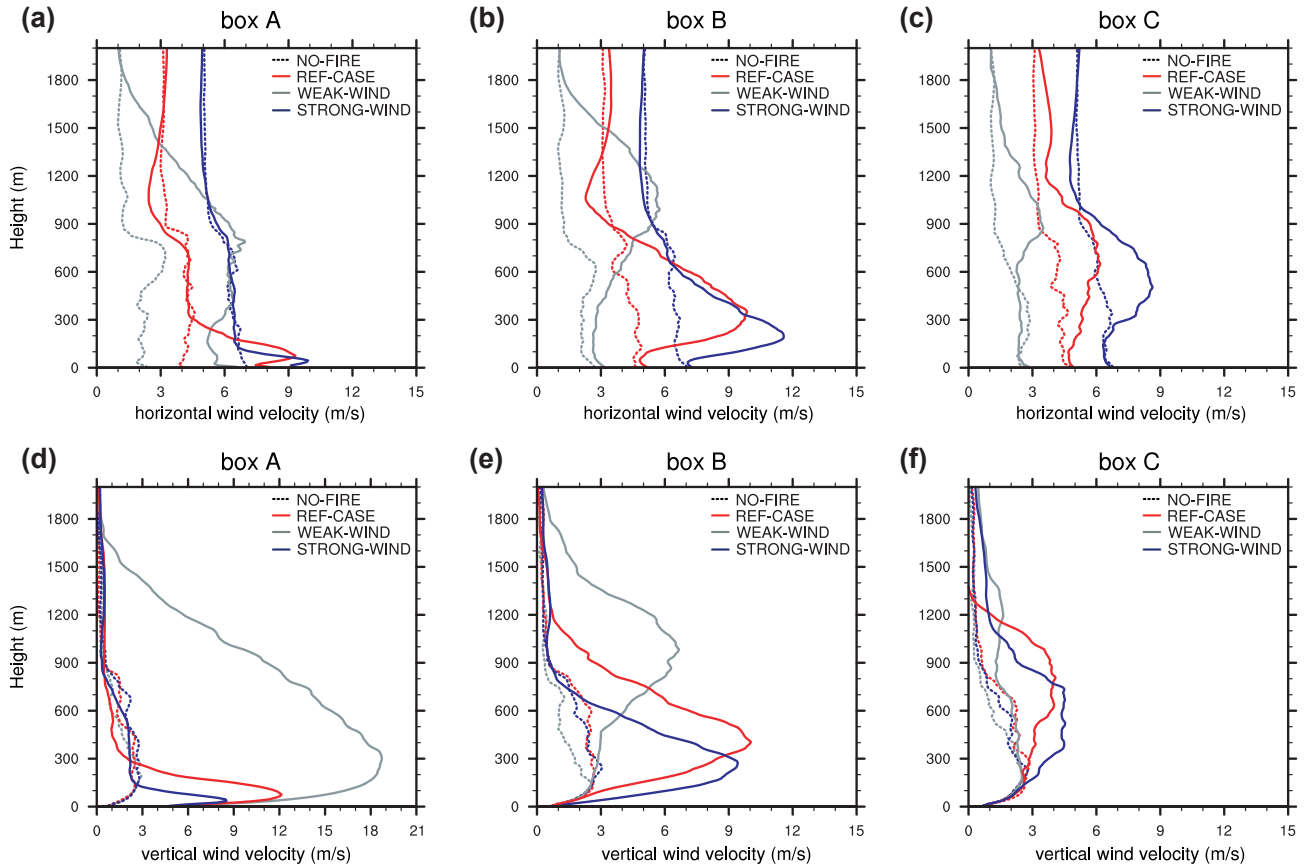 (a) box A
NO-FIRE
REF-CASE
WEAK-WIND
STRONG-WIND
Height (m)
1800
1500
1200
900
600
300
0
0 3 6 9 12 15
horizontal wind velocity (m/s)
(b) box B
NO-FIRE
REF-CASE
WEAK-WIND
STRONG-WIND
1800
1500
1200
900
600
300
0
0 3 6 9 12 15
horizontal wind velocity (m/s)
(c) box C
NO-FIRE
REF-CASE
WEAK-WIND
STRONG-WIND
1800
1500
1200
900
600
300
0
0 3 6 9 12 15
horizontal wind velocity (m/s)
(d) box A
NO-FIRE
REF-CASE
WEAK-WIND
STRONG-WIND
Height (m)
1800
1500
1200
900
600
300
0
0 3 6 9 12 15 18 21
vertical wind velocity (m/s)
(e) box B
NO-FIRE
REF-CASE
WEAK-WIND
STRONG-WIND
1800
1500
1200
900
600
300
0
0 3 6 9 12 15
vertical wind velocity (m/s)
(f) box C
NO-FIRE
REF-CASE
WEAK-WIND
STRONG-WIND
1800
1500
1200
900
600
300
0
0 3 6 9 12 15
vertical wind velocity (m/s)